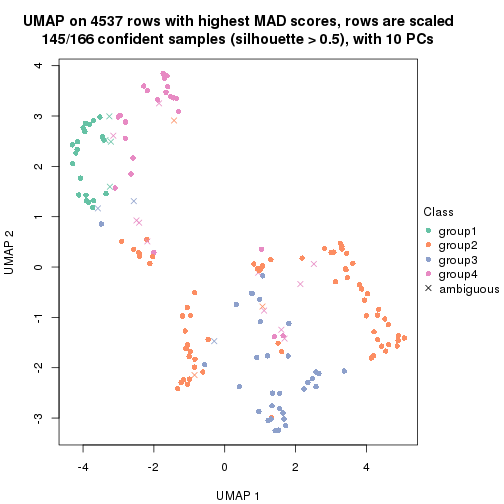 UMAP on 4537 rows with highest MAD scores, rows are scaled
145/166 confident samples (silhouette > 0.5), with 10 PCs
4
3
2
1
0
-1
-2
-3
UMAP 2
-4
-2
0
2
4
UMAP 1
Class
group1
group2
group3
group4
ambiguous